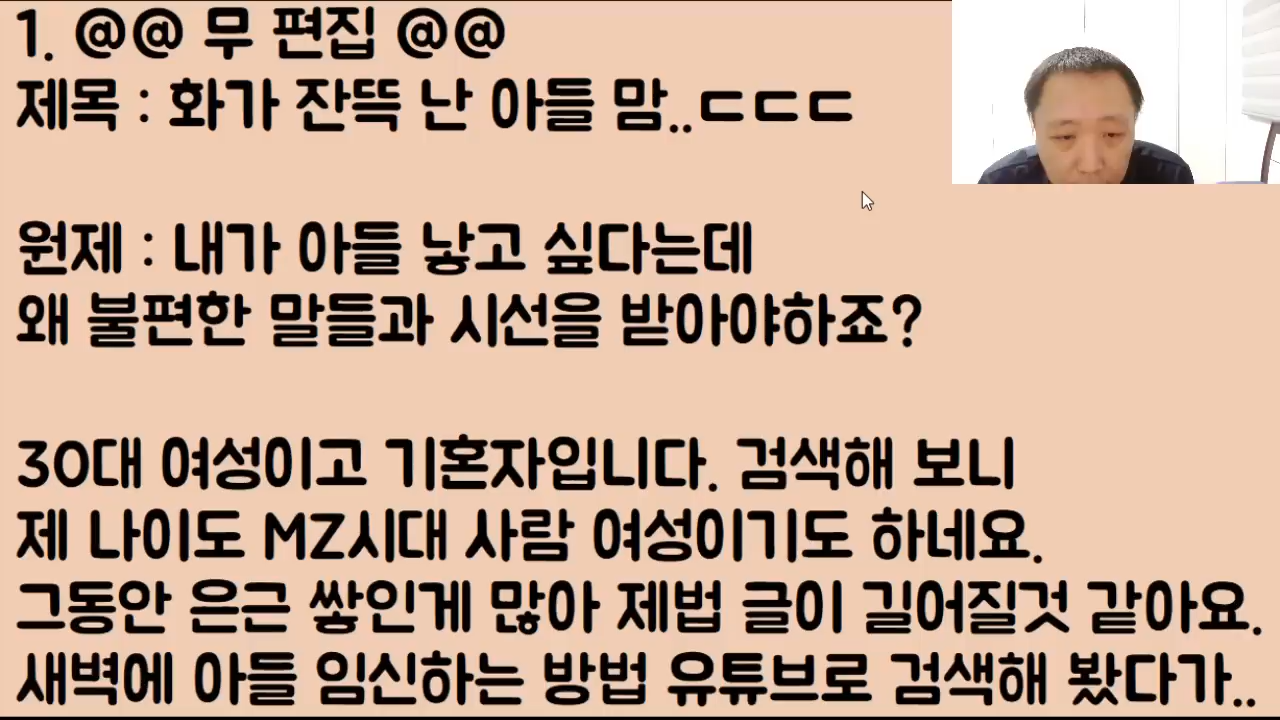 1. @@ 무 편집 @@
제목 : 화가 잔뜩 난 아들 맘..ㄷㄷㄷ
원제 : 내가 아들 낳고 싶다는데
왜 불편한 말들과 시선을 받아야하죠?
30대 여성이고 기혼자입니다. 검색해 보니
제 나이도 MZ시대 사람 여성이기도 하네요.
그동안 은근 쌓인게 많아 제법 글이 길어질것 같아요.
새벽에 아들 임신하는 방법 유튜브로 검색해 봤다가..